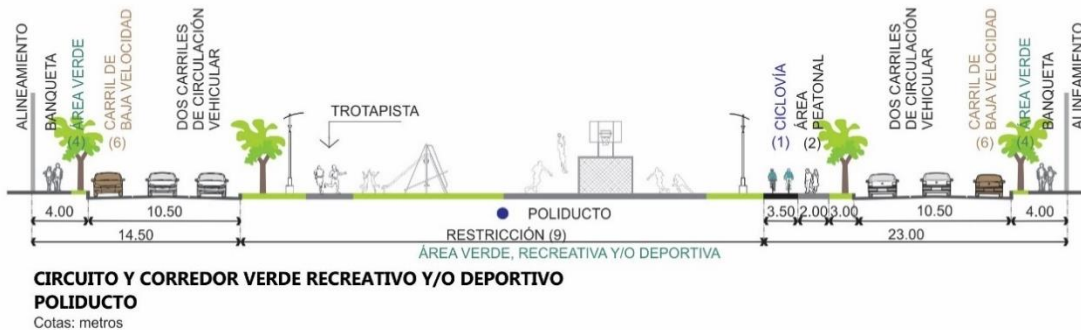 ALINEAMIENTO
BANQUETA
ÁREA VERDE
(4)
CARRIL DE
BAJA VELOCIDAD
(6)
DOS CARRILES
DE CIRCULACIÓN
VEHICULAR
TROTAPISTA
(1) CICLOVÍA
ÁREA
PEATONAL
(2)
DOS CARRILES
DE CIRCULACIÓN
VEHICULAR
CARRIL DE
BAJA VELOCIDAD
(6)
ÁREA VERDE
(4)
BANQUETA
ALINEAMIENTO
4.00
10.50
POLIDUCTO
3.50
2.00
3.00
10.50
4.00
14.50
RESTRICCIÓN (9)
23.00
ÁREA VERDE, RECREATIVA Y/O DEPORTIVA
CIRCUITO Y CORREDOR VERDE RECREATIVO Y/O DEPORTIVO
POLIDUCTO
Cotas: metros